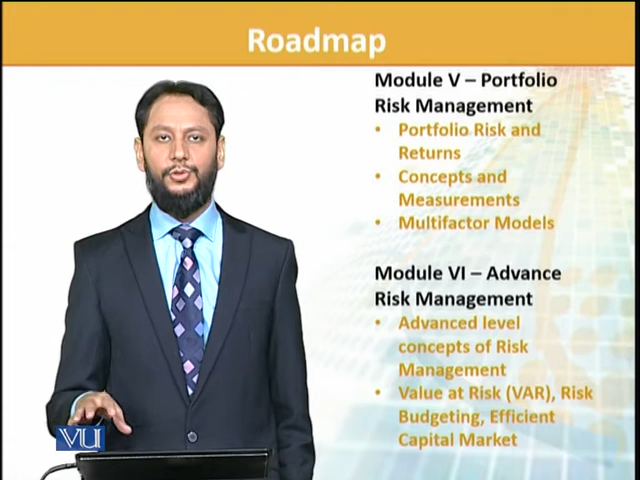 Roadmap
Module V – Portfolio
Risk Management
• Portfolio Risk and
Returns
• Concepts and
Measurements
• Multifactor Models
Module VI – Advance
Risk Management
• Advanced level
concepts of Risk
Management
• Value at Risk (VAR), Risk
Budgeting, Efficient
Capital Market
VU